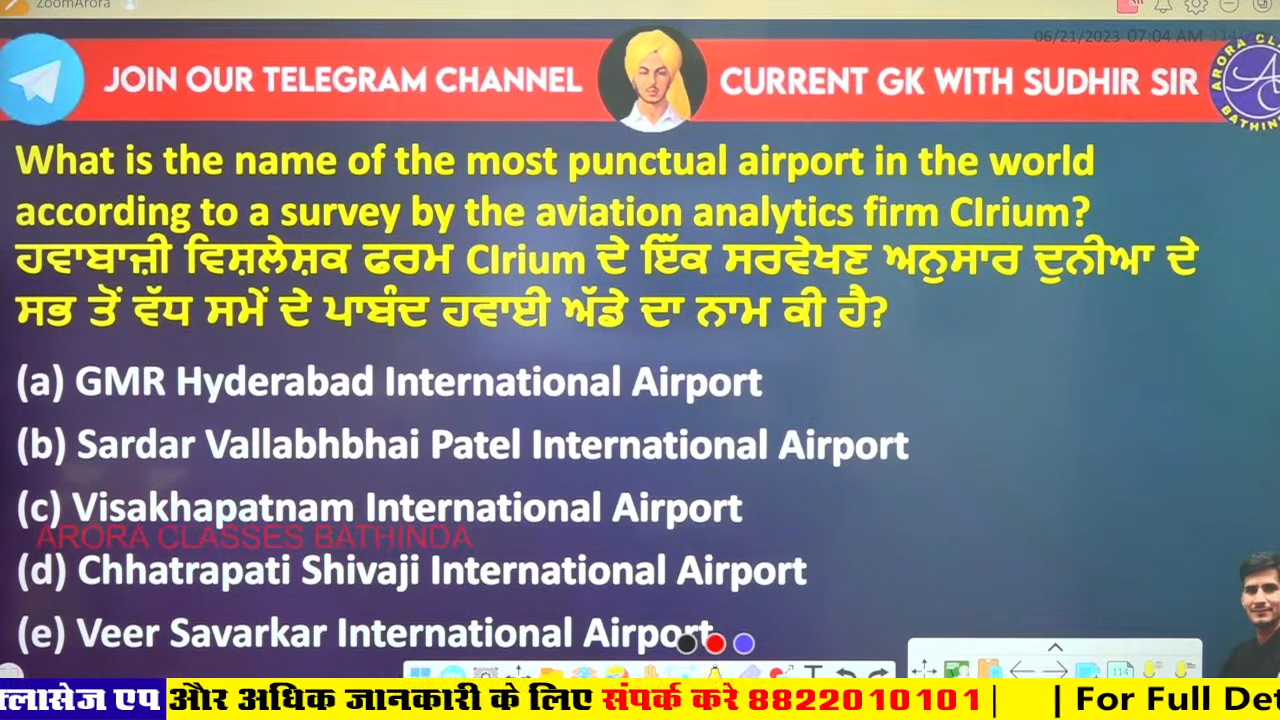 ZoomArora
06/21/2023 07:04 AM 114
JOIN OUR TELEGRAM CHANNEL
CURRENT GK WITH SUDHIR SIR
What is the name of the most punctual airport in the world
according to a survey by the aviation analytics firm CIrium?
ਹਵਾਬਾਜ਼ੀ ਵਿਸ਼ਲੇਸ਼ਕ ਫਰਮ CIrium ਦੇ ਇੱਕ ਸਰਵੇਖਣ ਅਨੁਸਾਰ ਦੁਨੀਆ ਦੇ
ਸਭ ਤੋਂ ਵੱਧ ਸਮੇਂ ਦੇ ਪਾਬੰਦ ਹਵਾਈ ਅੱਡੇ ਦਾ ਨਾਮ ਕੀ ਹੈ?
(a) GMR Hyderabad International Airport
(b) Sardar Vallabhbhai Patel International Airport
(c) Visakhapatnam International Airport
ARORA CLASSES BATHINDA
(d) Chhatrapati Shivaji International Airport
(e) Veer Savarkar International Airport
114
क्लासेज एप और अधिक जानकारी के लिए संपर्क करे 8822010101 | | For Full Det